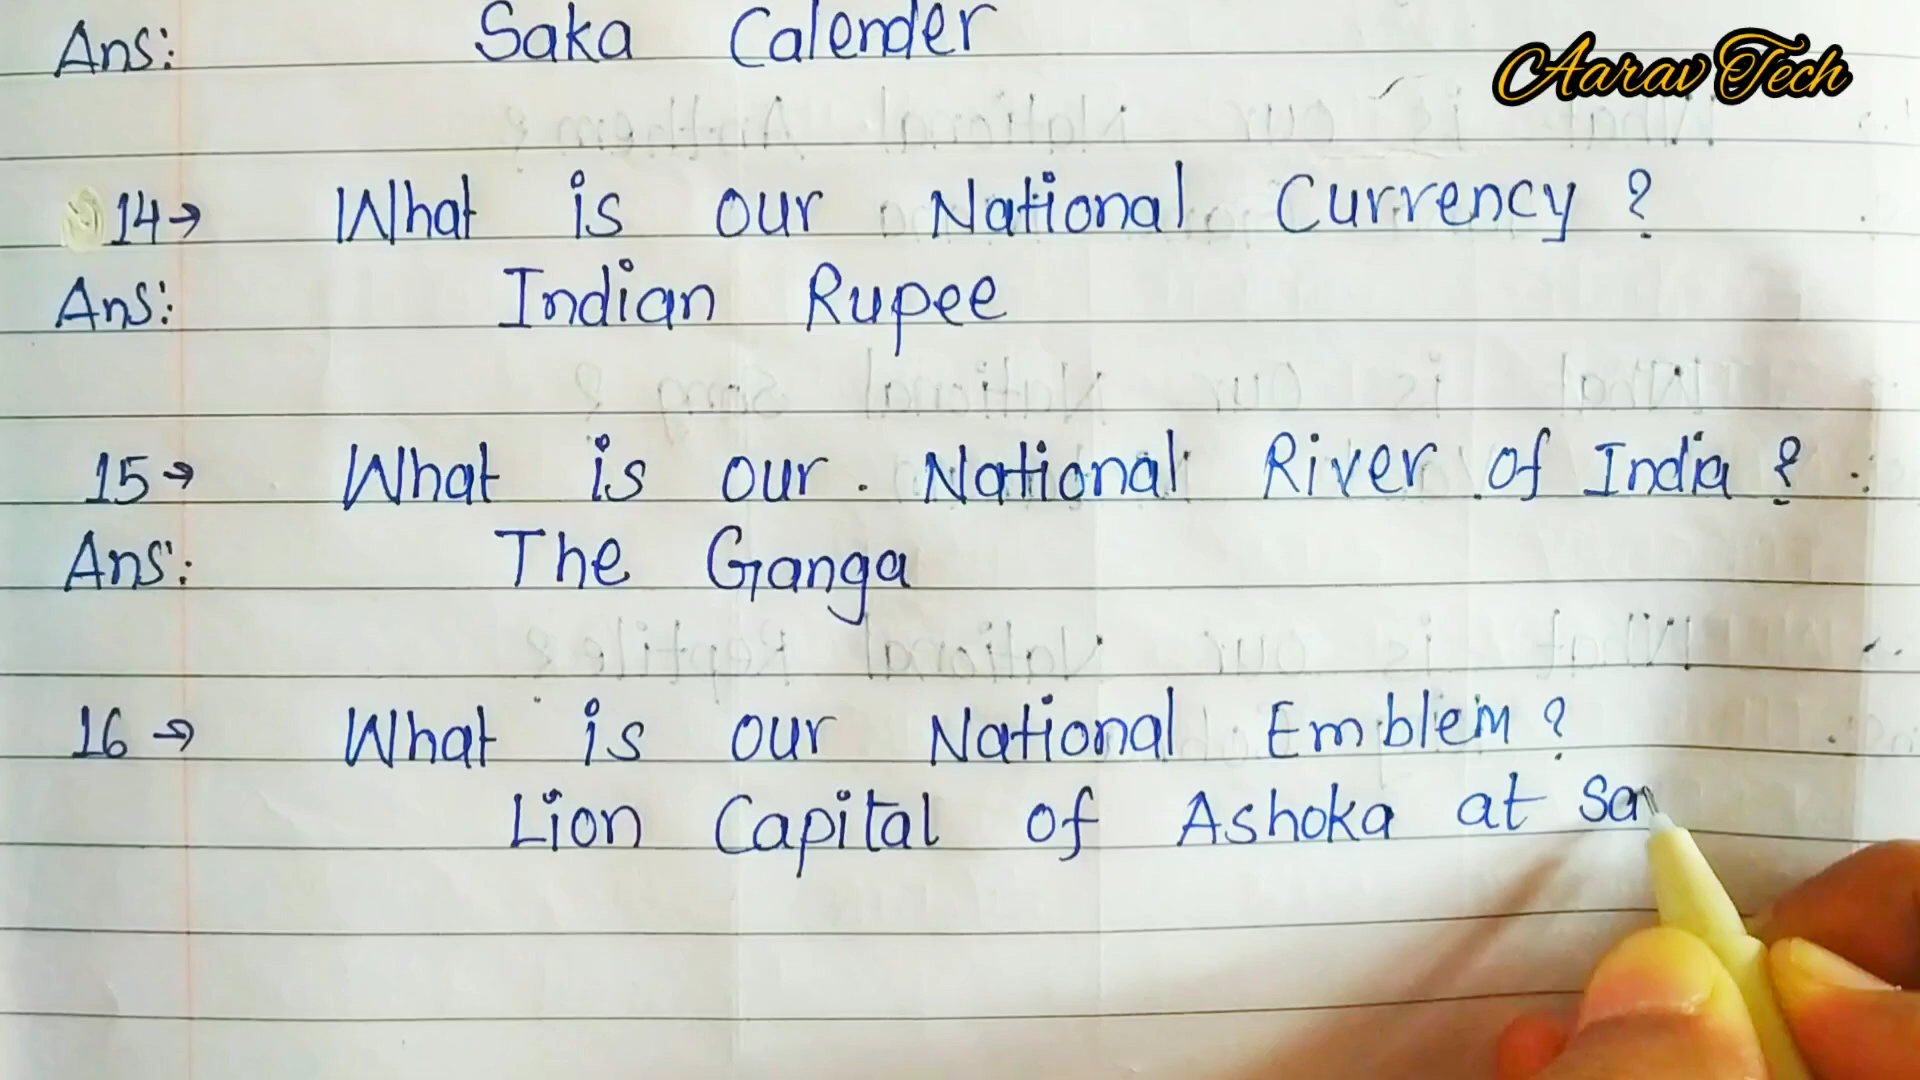 Ans: Saka Calender
Aarav Tech
14→ What is our National Currency ?
Ans: Indian Rupee
15→ What is our National River of India ?
Ans: The Ganga
16→ What is our National Emblem ?
Lion Capital of Ashoka at